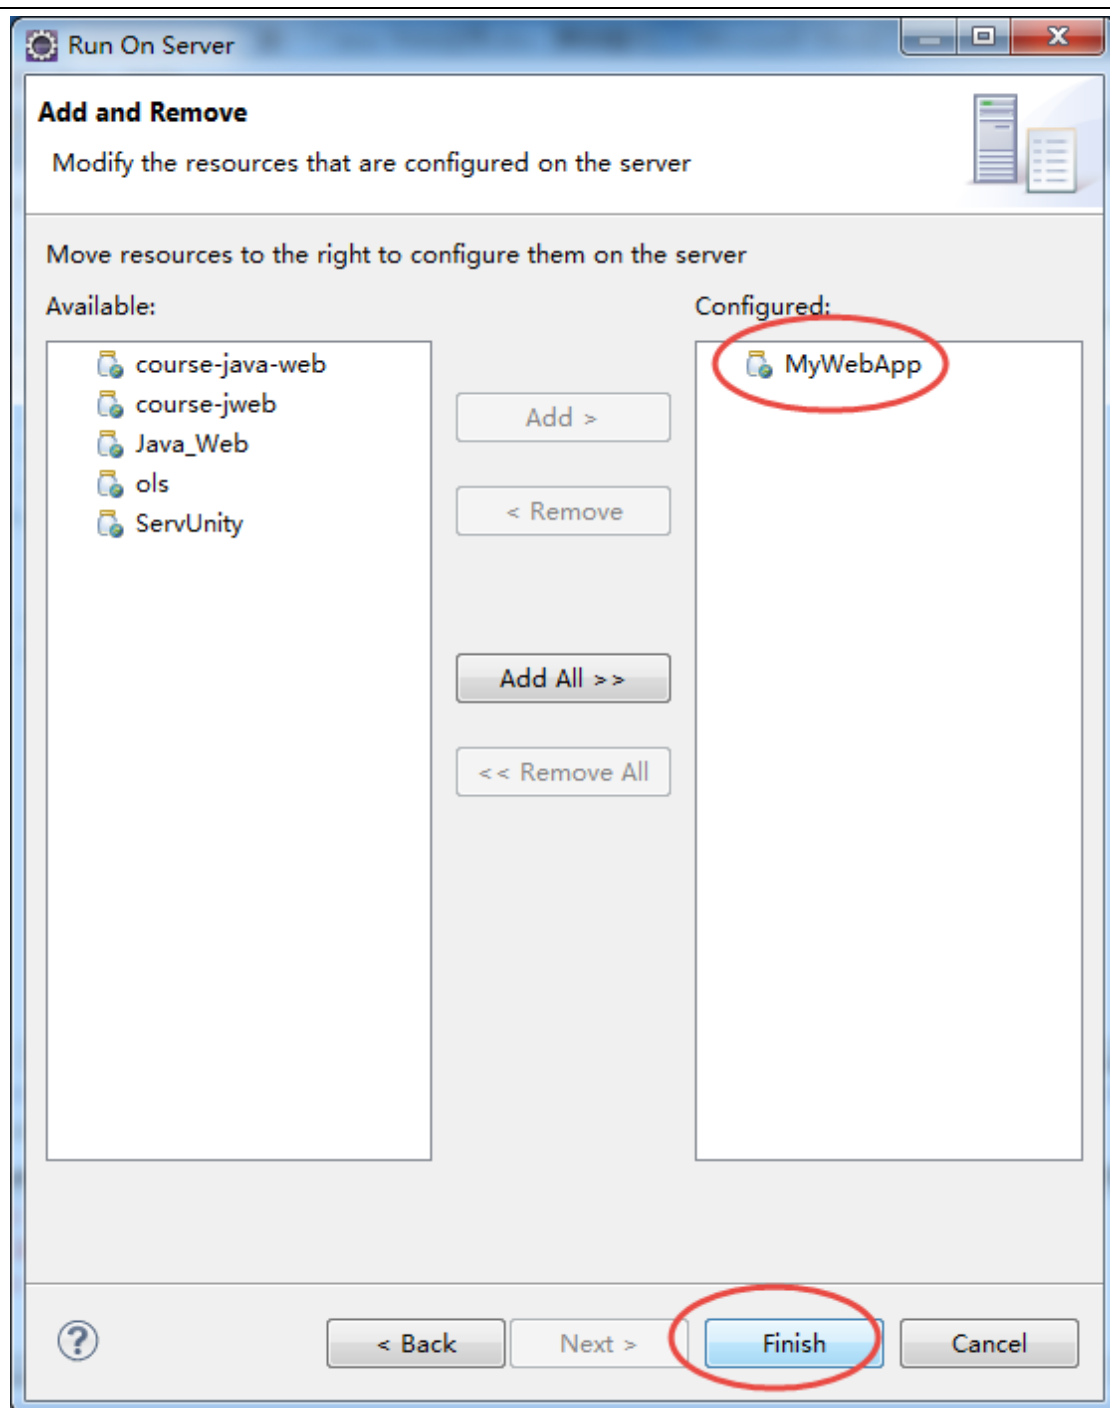 Run On Server
Add and Remove
Modify the resources that are configured on the server
Move resources to the right to configure them on the server
Available:
Configured:
course-java-web
course-jweb
Java_Web
ols
ServUnity
Add >
< Remove
Add All >>
<< Remove All
MyWebApp
< Back
Next >
Finish
Cancel